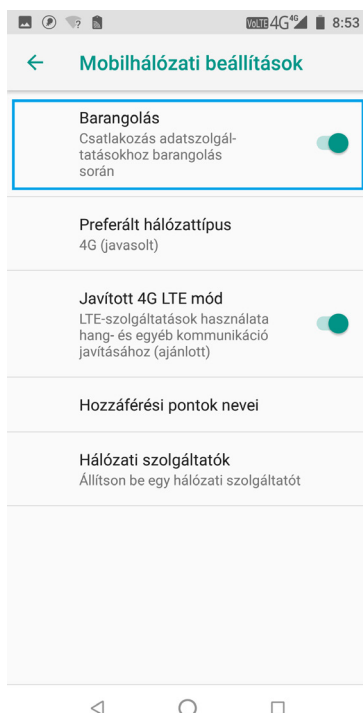 VoLTE 4G 4G 8:53
Mobilhálózati beállítások
Barangolás
Csatlakozás adatszolgál-
tatásokhoz barangolás
során
Preferált hálózattípus
4G (javasolt)
Javított 4G LTE mód
LTE-szolgáltatások használata
hang- és egyéb kommunikáció
javításához (ajánlott)
Hozzáférési pontok nevei
Hálózati szolgáltatók
Állítson be egy hálózati szolgáltatót